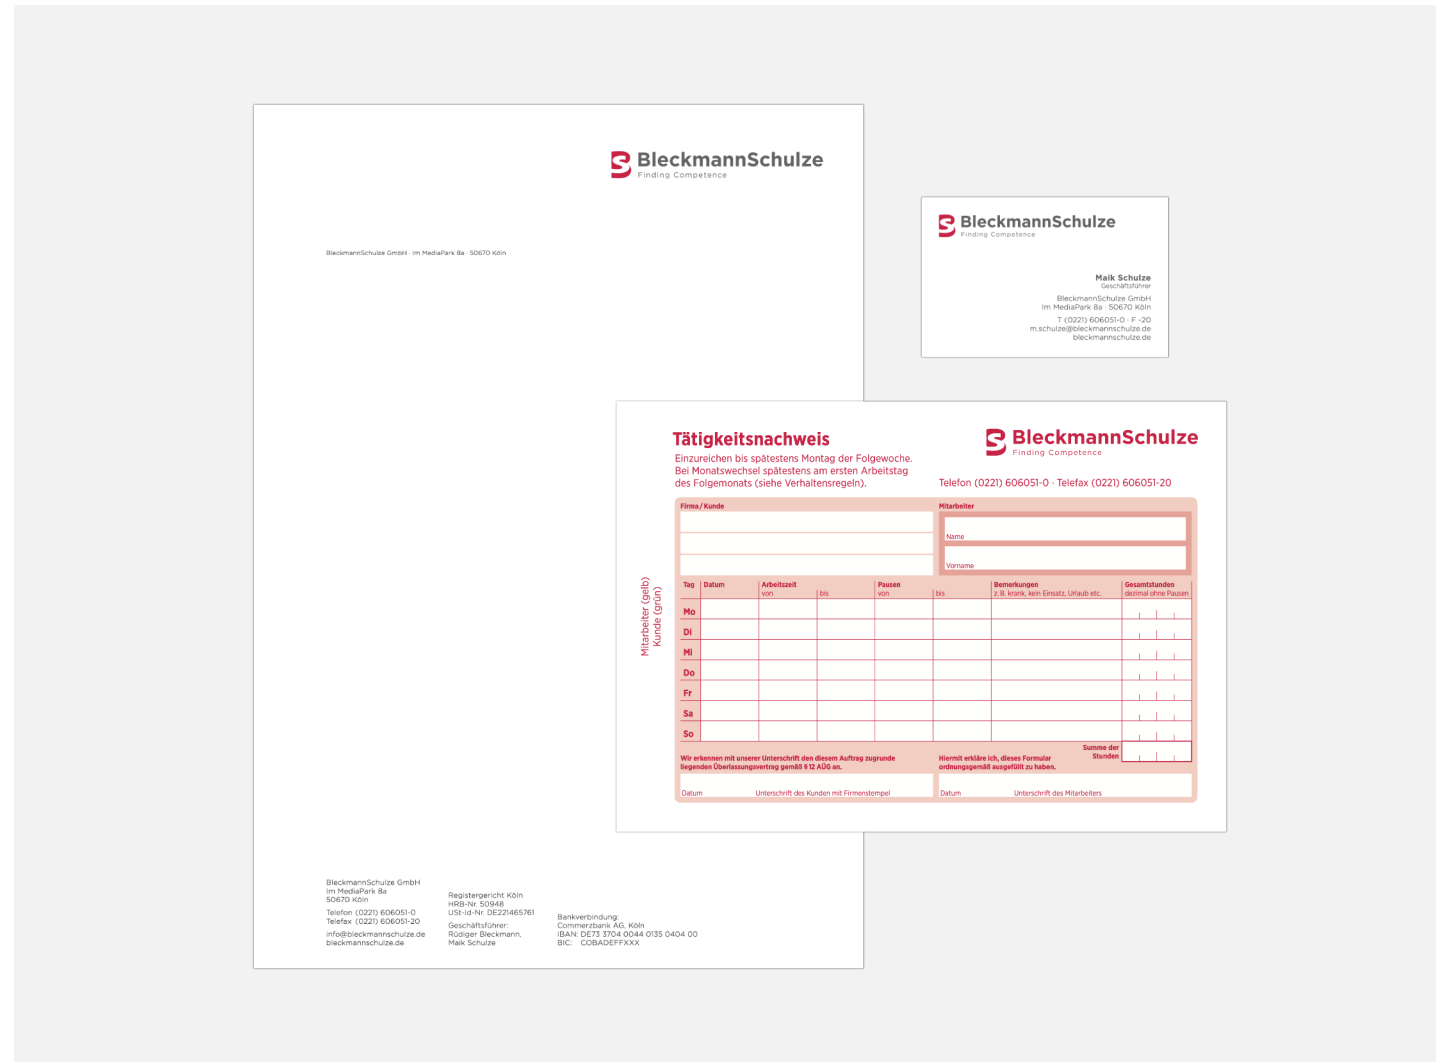 BleckmannSchulze
Finding Competence
BleckmannSchulze GmbH · Im MediaPark 8a · 50670 Köln
BleckmannSchulze GmbH
Im MediaPark 8a
50670 Köln
Telefon (0221) 606051-0
Telefax (0221) 606051-20
info@bleckmannschulze.de
bleckmannschulze.de
Registergericht Köln
HRB-Nr. 50948
USt-Id-Nr. DE221465761
Geschäftsführer:
Rüdiger Bleckmann,
Maik Schulze
Bankverbindung:
Commerzbank AG, Köln
IBAN: DE73 3704 0044 0135 0404 00
BIC: COBADEFFXXX
BleckmannSchulze
Finding Competence
Maik Schulze
Geschäftsführer
BleckmannSchulze GmbH
Im MediaPark 8a · 50670 Köln
T (0221) 606051-0 · F -20
m.schulze@bleckmannschulze.de
bleckmannschulze.de
Tätigkeitsnachweis
Einzureichen bis spätestens Montag der Folgewoche.
Bei Monatswechsel spätestens am ersten Arbeitstag
des Folgemonats (siehe Verhaltensregeln).
BleckmannSchulze
Finding Competence
Telefon (0221) 606051-0 · Telefax (0221) 606051-20
Mitarbeiter (gelb)
Kunde (grün)
Firma / Kunde
Mitarbeiter
Name
Vorname
Tag Datum Arbeitszeit Pausen Bemerkungen Gesamtstunden
von bis von bis z. B. krank, kein Einsatz, Urlaub etc. dezimal ohne Pausen
Mo
Di
Mi
Do
Fr
Sa
So
Summe der
Stunden
Wir erkennen mit unserer Unterschrift den diesem Auftrag zugrunde
liegenden Überlassungsvertrag gemäß § 12 AÜG an.
Hiermit erkläre ich, dieses Formular
ordnungsgemäß ausgefüllt zu haben.
Datum Unterschrift des Kunden mit Firmenstempel
Datum Unterschrift des Mitarbeiters